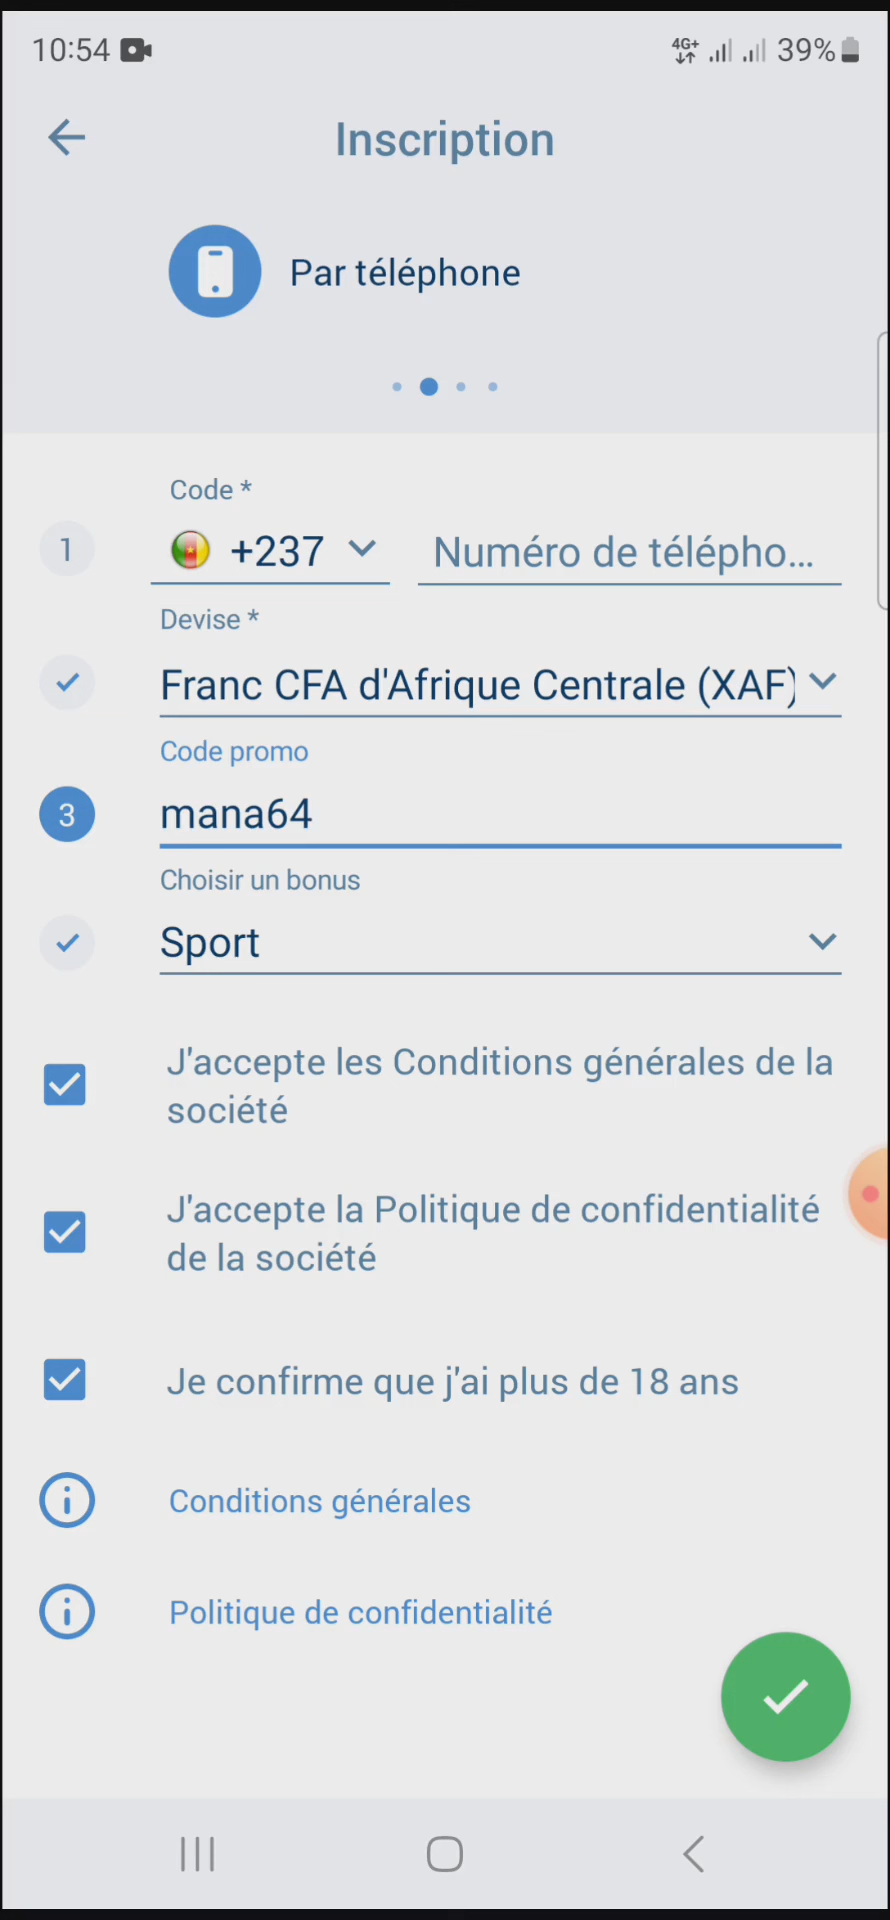 10:54
4G+ 39%
Inscription
Par téléphone
Code *
1
+237
Numéro de télépho...
Devise *
Franc CFA d'Afrique Centrale (XAF)
Code promo
3
mana64
Choisir un bonus
Sport
J'accepte les Conditions générales de la
société
J'accepte la Politique de confidentialité
de la société
Je confirme que j'ai plus de 18 ans
Conditions générales
Politique de confidentialité